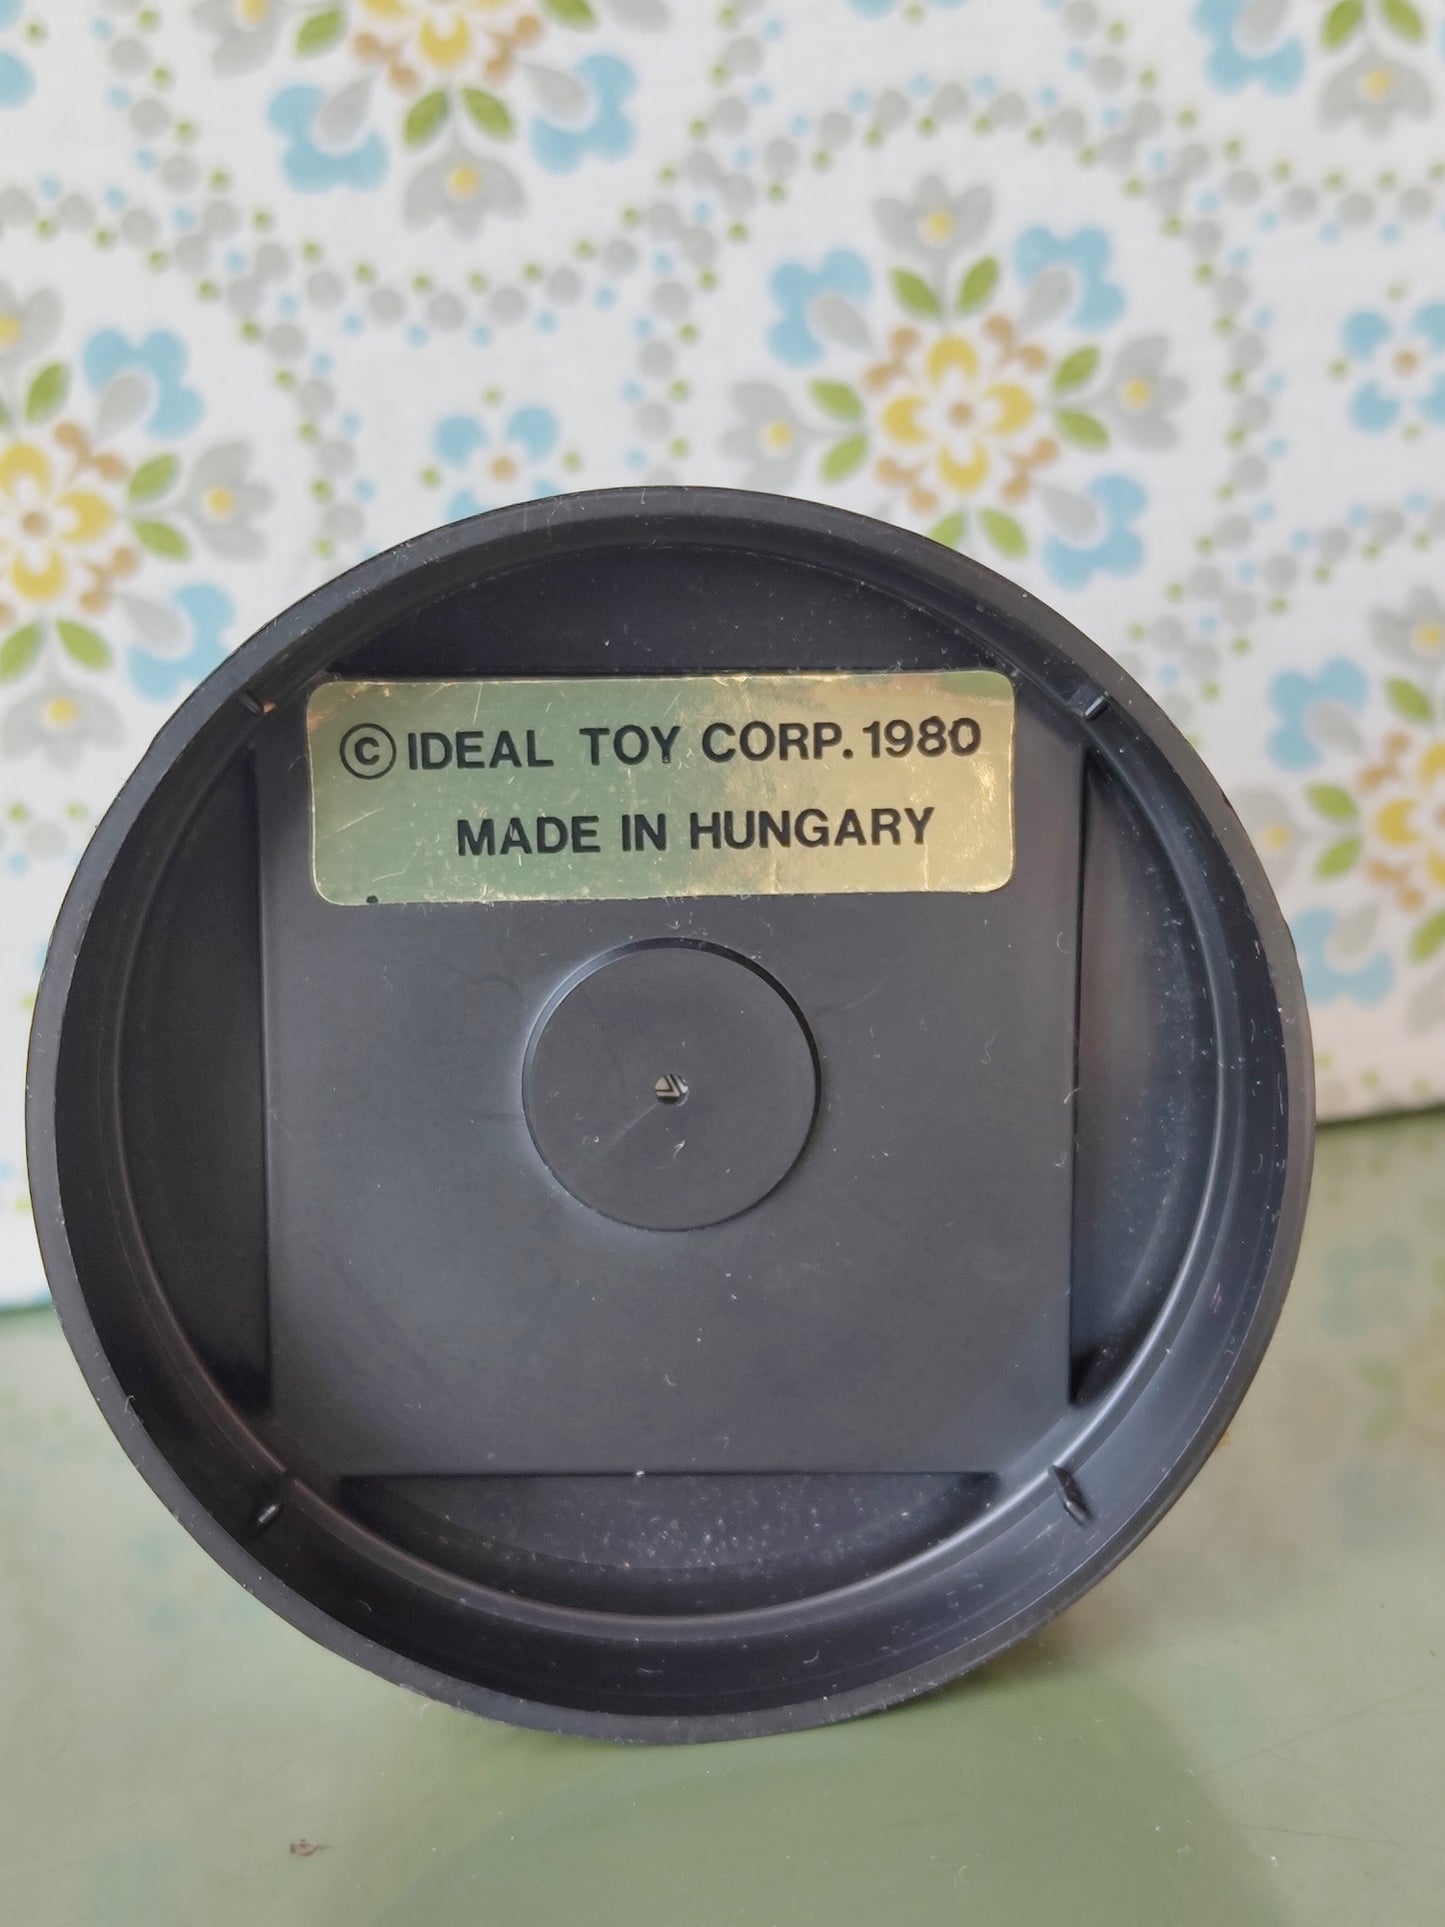 © IDEAL TOY CORP. 1980
MADE IN HUNGARY